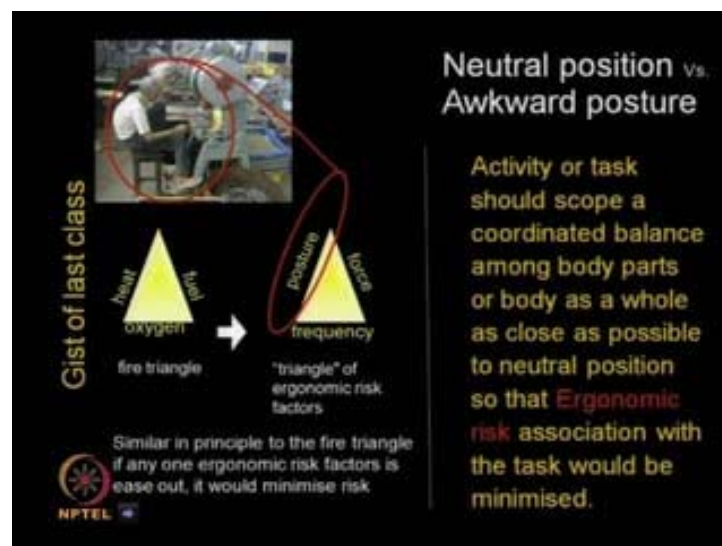 Gist of last class
Neutral position Vs.
Awkward posture
heat
fuel
oxygen
fire triangle
posture
force
frequency
"triangle" of
ergonomic risk
factors
Similar in principle to the fire triangle
if any one ergonomic risk factors is
ease out, it would minimise risk
Activity or task
should scope a
coordinated balance
among body parts
or body as a whole
as close as possible
to neutral position
so that Ergonomic
risk association with
the task would be
minimised.
NPTEL